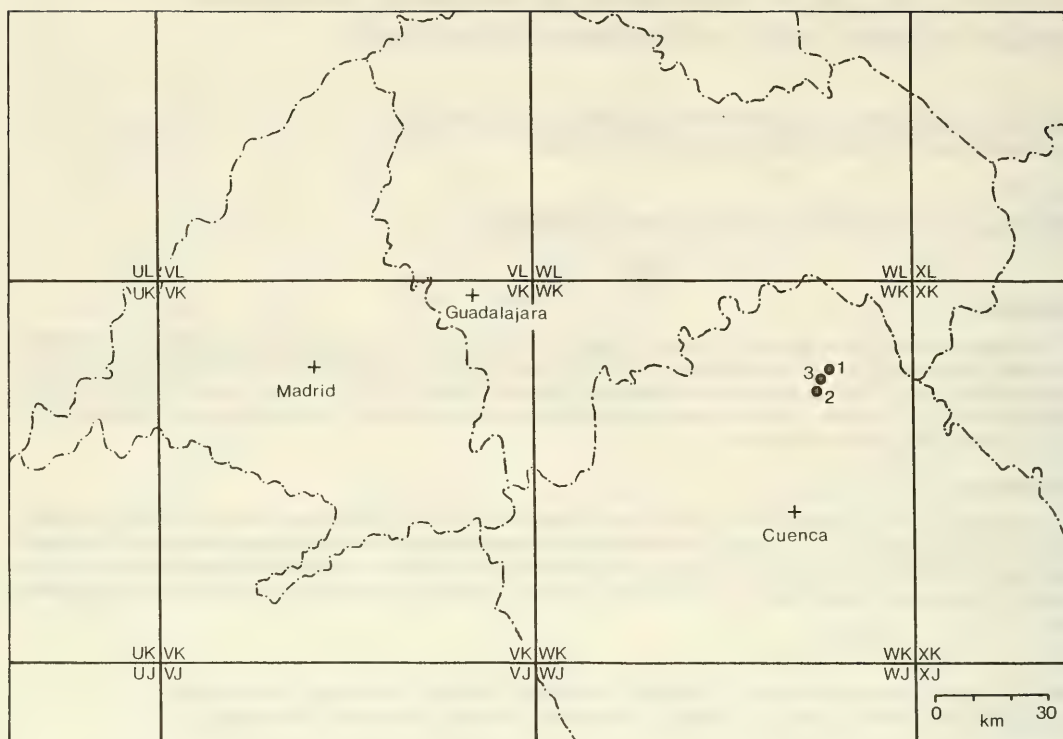 UL VL
UK VK
VL WL
VK WK
WL XL
WK XK
Guadalajara
Madrid
1
3
2
Cuenca
UK VK
UJ VJ
VK WK
VJ WJ
WK XK
WJ XJ
0 30
km